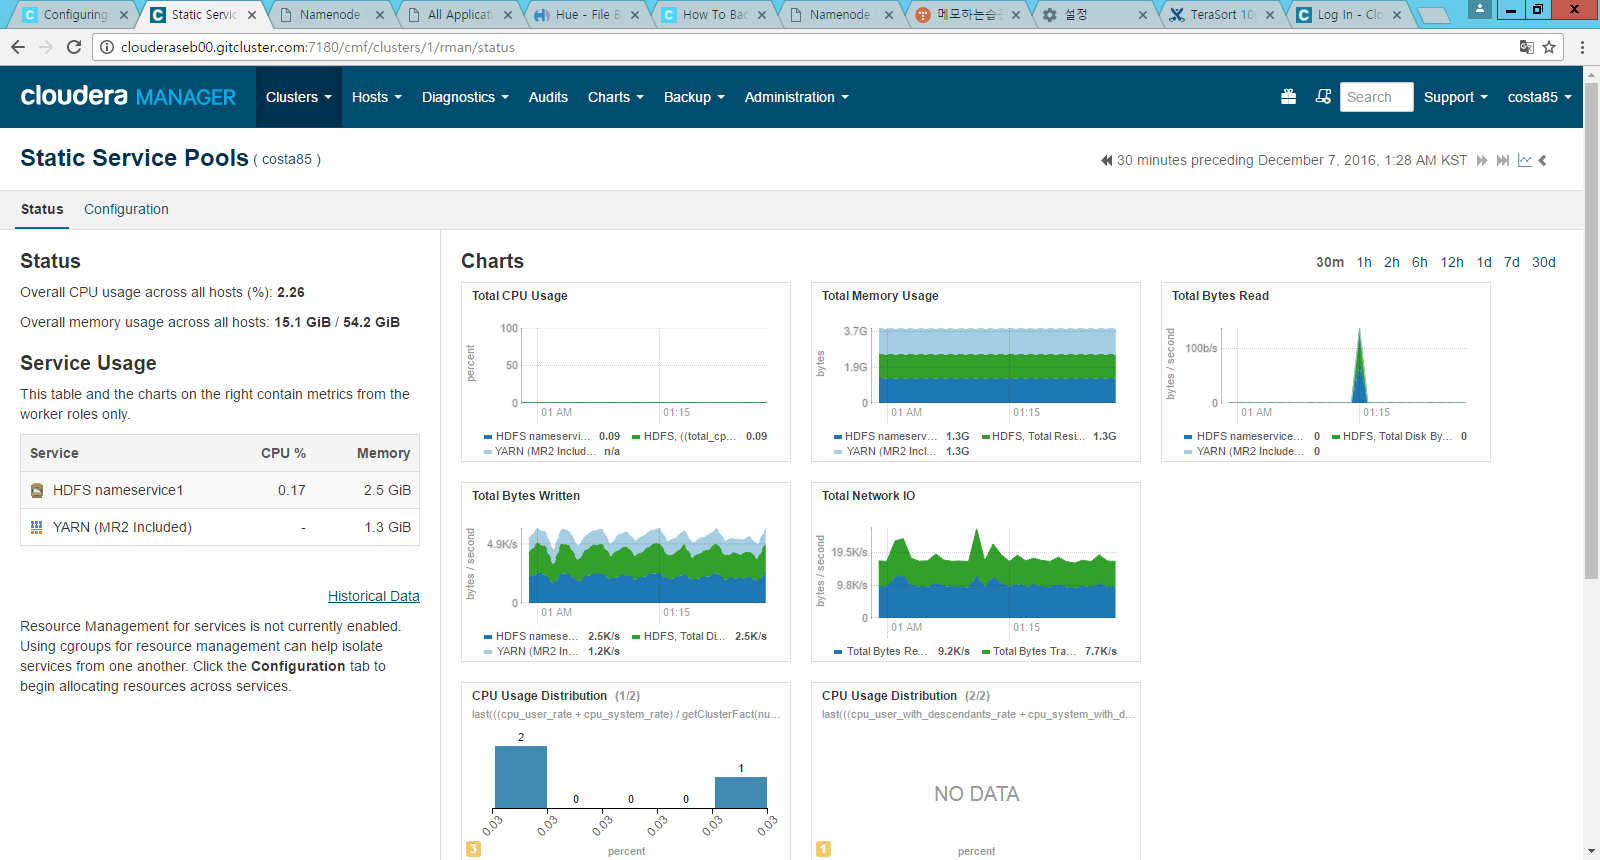 Configuring
Static Servic
Namenode
All Applicati
Hue - File B
How To Bac
Namenode
메모하는습관
설정
TeraSort 10
Log In - Clo
clouderaseb00.gitcluster.com:7180/cmf/clusters/1/rman/status
cloudera MANAGER
Clusters
Hosts
Diagnostics
Audits
Charts
Backup
Administration
Search
Support
costa85
Static Service Pools ( costa85 )
30 minutes preceding December 7, 2016, 1:28 AM KST
Status
Configuration
Status
Overall CPU usage across all hosts (%): 2.26
Overall memory usage across all hosts: 15.1 GiB / 54.2 GiB
Service Usage
This table and the charts on the right contain metrics from the
worker roles only.
Service CPU % Memory
HDFS nameservice1 0.17 2.5 GiB
YARN (MR2 Included) - 1.3 GiB
Historical Data
Resource Management for services is not currently enabled.
Using cgroups for resource management can help isolate
services from one another. Click the Configuration tab to
begin allocating resources across services.
Charts
30m 1h 2h 6h 12h 1d 7d 30d
Total CPU Usage
percent
100
50
0
01 AM 01:15
HDFS nameservi... 0.09 HDFS, ((total_cp... 0.09
YARN (MR2 Includ... n/a
Total Memory Usage
bytes
3.7G
1.9G
0
01 AM 01:15
HDFS nameserv... 1.3G HDFS, Total Resi... 1.3G
YARN (MR2 Incl... 1.3G
Total Bytes Read
bytes / second
100b/s
0
01 AM 01:15
HDFS nameservice... 0 HDFS, Total Disk By... 0
YARN (MR2 Include... 0
Total Bytes Written
bytes / second
4.9K/s
0
01 AM 01:15
HDFS namese... 2.5K/s HDFS, Total Di... 2.5K/s
YARN (MR2 In... 1.2K/s
Total Network IO
bytes / second
19.5K/s
9.8K/s
0
01 AM 01:15
Total Bytes Re... 9.2K/s Total Bytes Tra... 7.7K/s
CPU Usage Distribution (1/2)
last(((cpu_user_rate + cpu_system_rate) / getClusterFact(nu...
2 0 0 0 1
0.03 0.03 0.03 0.03 0.03 0.03
3
percent
CPU Usage Distribution (2/2)
last(((cpu_user_with_descendants_rate + cpu_system_with_d...
NO DATA
1
percent